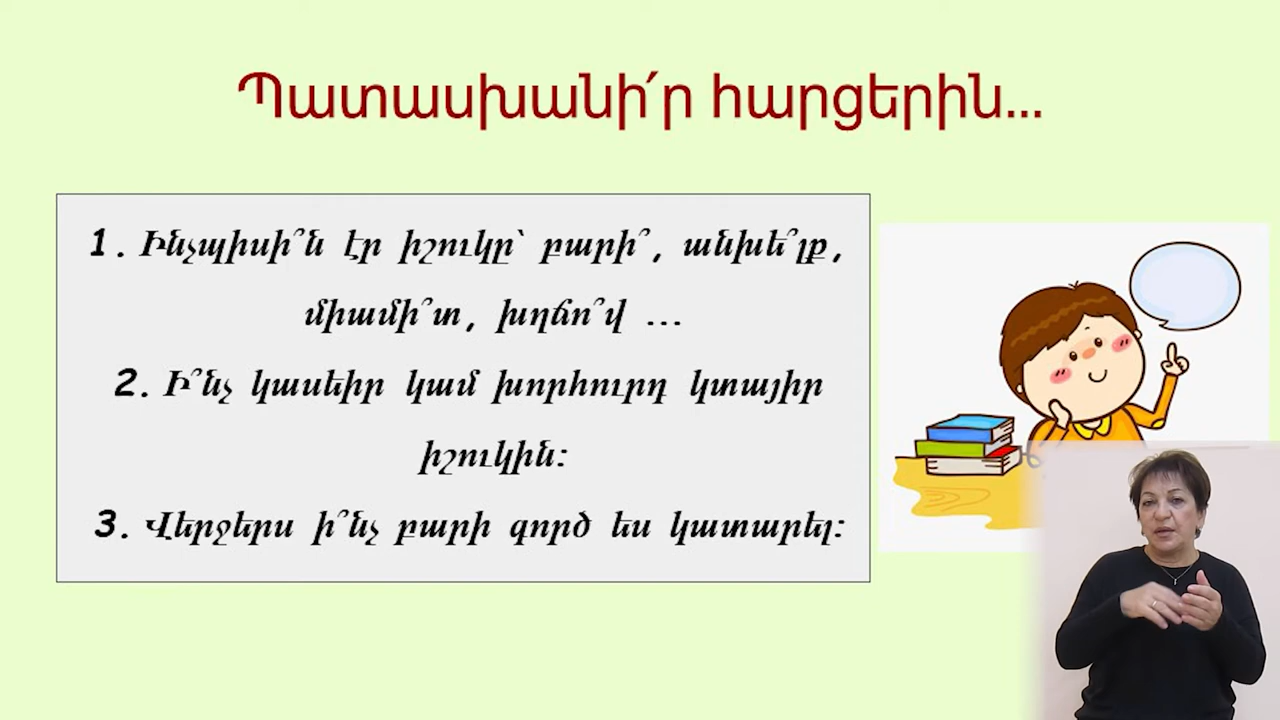 Պատասխանի՛ր հարցերին...
1. Ինչպիսի՞ն էր իշուկը՝ բարի՞, անխե՞լք,
միամի՞տ, խղճո՞վ ...
2. Ի՞նչ կասեիր կամ խորհուրդ կտայիր
իշուկին:
3. Վերջերս ի՞նչ բարի գործ ես կատարել: